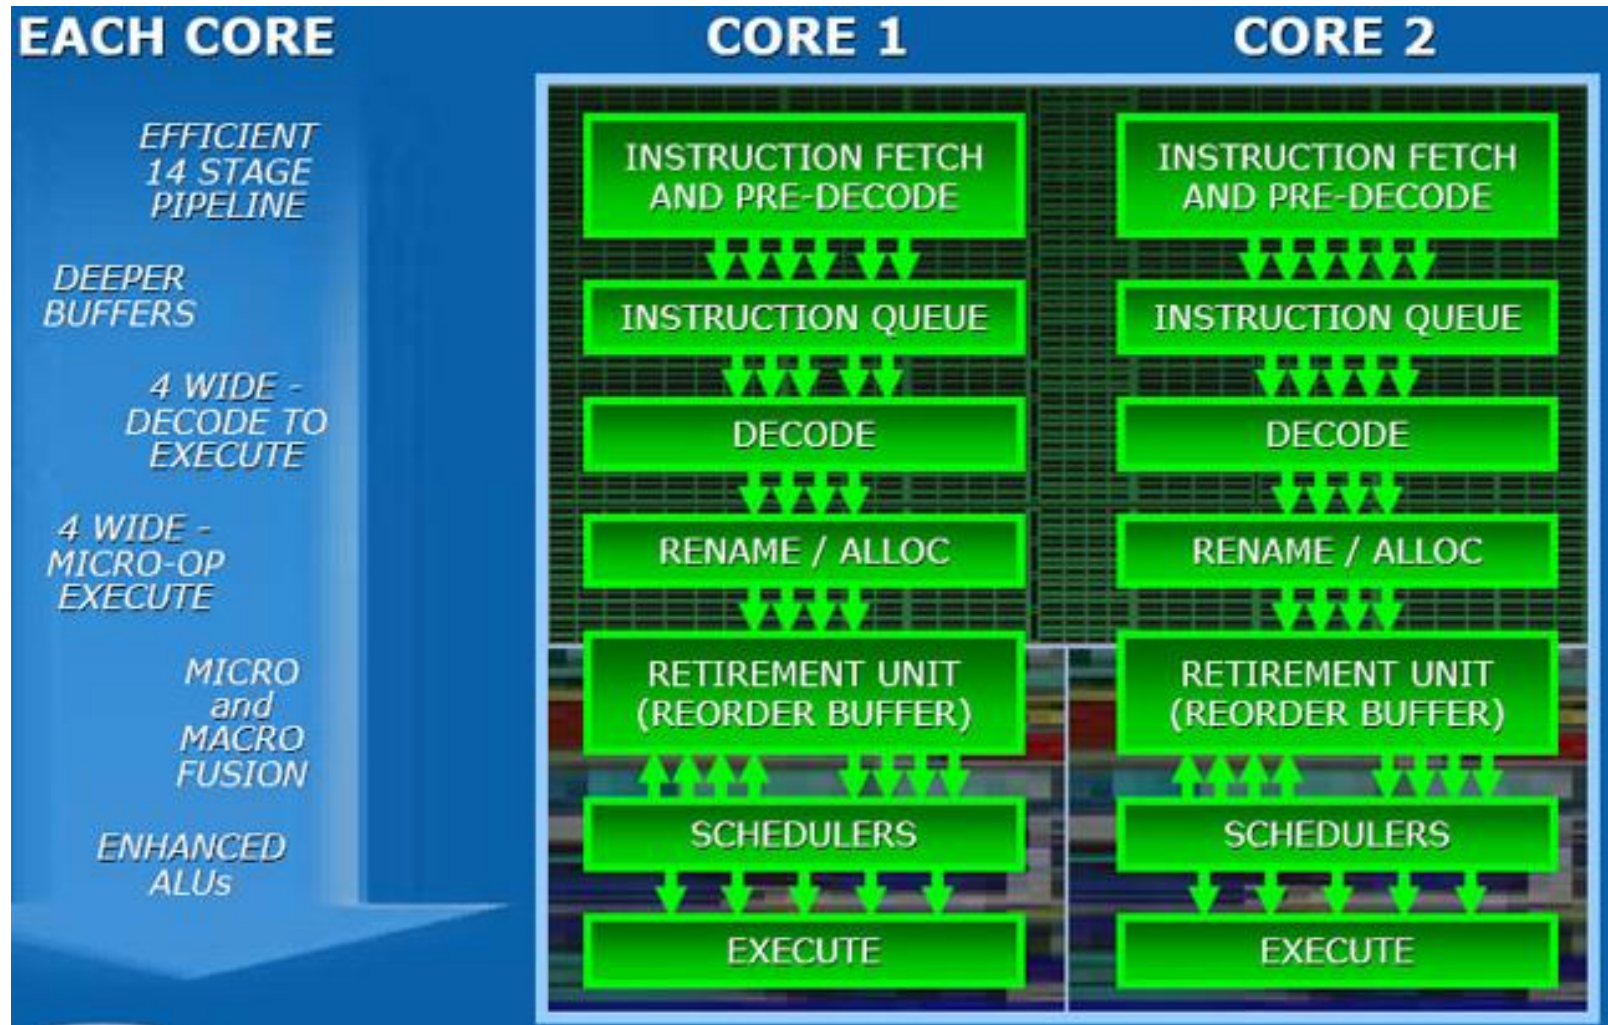 EACH CORE
CORE 1
CORE 2
EFFICIENT
14 STAGE
PIPELINE
DEEPER
BUFFERS
4 WIDE -
DECODE TO
EXECUTE
4 WIDE -
MICRO-OP
EXECUTE
MICRO
and
MACRO
FUSION
ENHANCED
ALUs
INSTRUCTION FETCH
AND PRE-DECODE
INSTRUCTION QUEUE
DECODE
RENAME / ALLOC
RETIREMENT UNIT
(REORDER BUFFER)
SCHEDULERS
EXECUTE
INSTRUCTION FETCH
AND PRE-DECODE
INSTRUCTION QUEUE
DECODE
RENAME / ALLOC
RETIREMENT UNIT
(REORDER BUFFER)
SCHEDULERS
EXECUTE